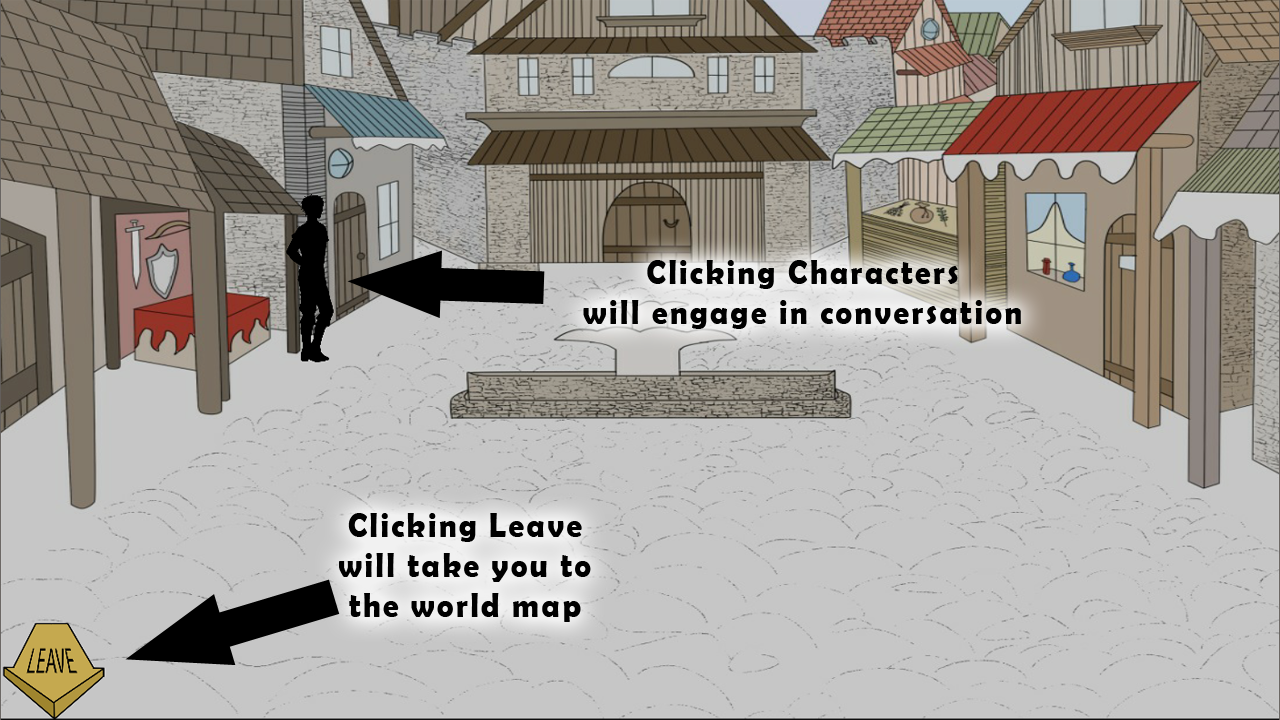 Clicking Characters
will engage in conversation
Clicking Leave
will take you to
the world map
LEAVE